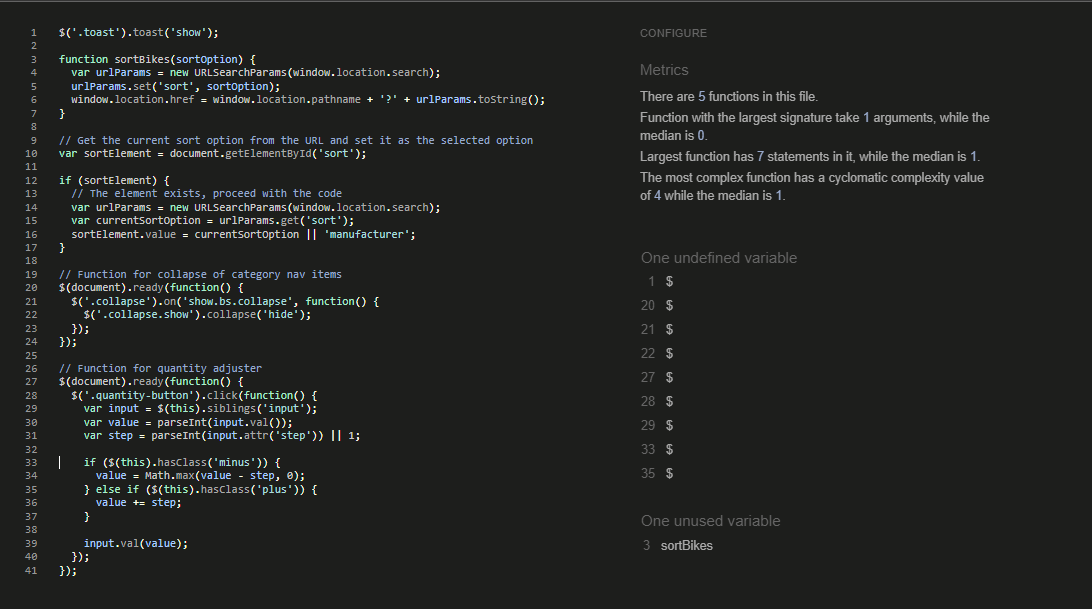 1 $('.toast').toast('show');
2
3 function sortBikes(sortOption) {
4 var urlParams = new URLSearchParams(window.location.search);
5 urlParams.set('sort', sortOption);
6 window.location.href = window.location.pathname + '?' + urlParams.toString();
7 }
8
9 // Get the current sort option from the URL and set it as the selected option
10 var sortElement = document.getElementById('sort');
11
12 if (sortElement) {
13 // The element exists, proceed with the code
14 var urlParams = new URLSearchParams(window.location.search);
15 var currentSortOption = urlParams.get('sort');
16 sortElement.value = currentSortOption || 'manufacturer';
17 }
18
19 // Function for collapse of category nav items
20 $(document).ready(function() {
21 $('.collapse').on('show.bs.collapse', function() {
22 $('.collapse.show').collapse('hide');
23 });
24 });
25
26 // Function for quantity adjuster
27 $(document).ready(function() {
28 $('.quantity-button').click(function() {
29 var input = $(this).siblings('input');
30 var value = parseInt(input.val());
31 var step = parseInt(input.attr('step')) || 1;
32
33 if ($(this).hasClass('minus')) {
34 value = Math.max(value - step, 0);
35 } else if ($(this).hasClass('plus')) {
36 value += step;
37 }
38
39 input.val(value);
40 });
41 });
CONFIGURE
Metrics
There are 5 functions in this file.
Function with the largest signature take 1 arguments, while the
median is 0.
Largest function has 7 statements in it, while the median is 1.
The most complex function has a cyclomatic complexity value
of 4 while the median is 1.
One undefined variable
1 $
20 $
21 $
22 $
27 $
28 $
29 $
33 $
35 $
One unused variable
3 sortBikes